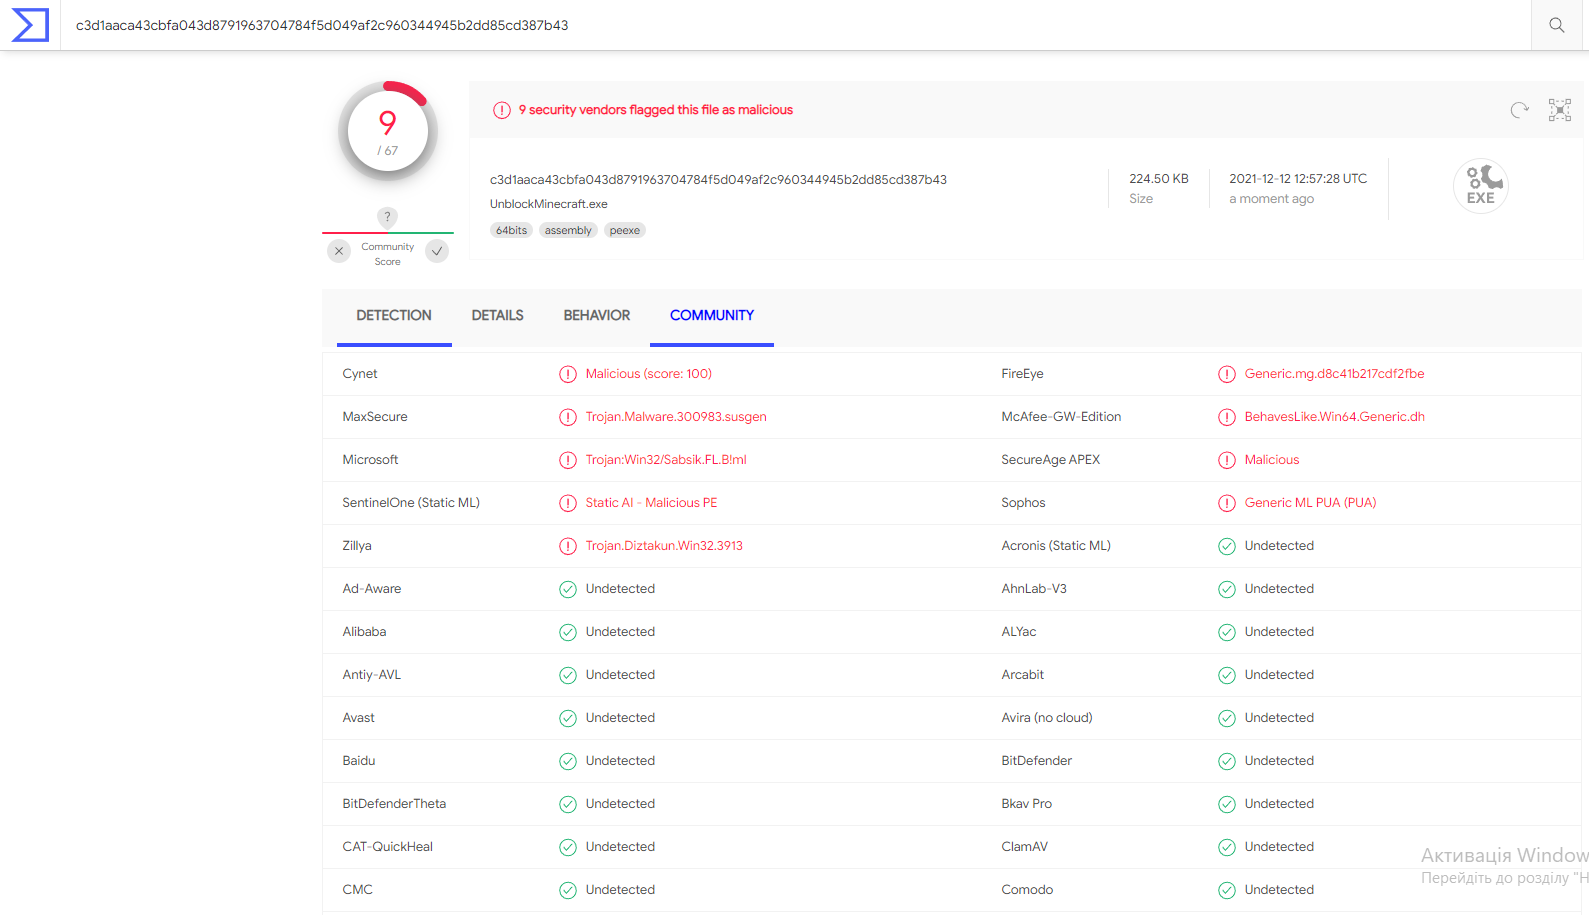 c3d1aaca43cbfa043d8791963704784f5d049af2c960344945b2dd85cd387b43
9
/ 67
9 security vendors flagged this file as malicious
c3d1aaca43cbfa043d8791963704784f5d049af2c960344945b2dd85cd387b43
UnblockMinecraft.exe
64bits assembly peexe
224.50 KB
Size
2021-12-12 12:57:28 UTC
a moment ago
EXE
?
Community
Score
DETECTION DETAILS BEHAVIOR COMMUNITY
Cynet Malicious (score: 100) FireEye Generic.mg.d8c41b217cdf2fbe
MaxSecure Trojan.Malware.300983.susgen McAfee-GW-Edition BehavesLike.Win64.Generic.dh
Microsoft Trojan:Win32/Sabsik.FL.B!ml SecureAge APEX Malicious
SentinelOne (Static ML) Static AI - Malicious PE Sophos Generic ML PUA (PUA)
Zillya Trojan.Diztakun.Win32.3913 Acronis (Static ML) Undetected
Ad-Aware Undetected AhnLab-V3 Undetected
Alibaba Undetected ALYac Undetected
Antiy-AVL Undetected Arcabit Undetected
Avast Undetected Avira (no cloud) Undetected
Baidu Undetected BitDefender Undetected
BitDefenderTheta Undetected Bkav Pro Undetected
CAT-QuickHeal Undetected ClamAV Undetected
CMC Undetected Comodo Undetected
Активація Window
Перейдіть до розділу "Н